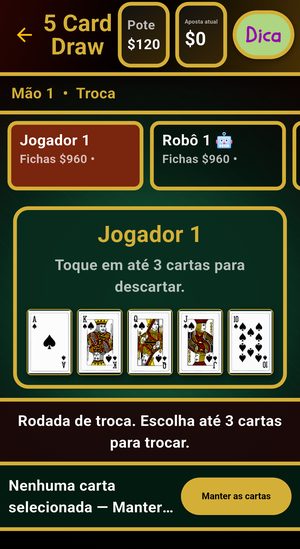 5 Card
Draw
Pote
$120
Aposta atual
$0
Dica
Mão 1 • Troca
Jogador 1
Fichas $960 •
Robô 1 🤖
Fichas $960 •
Jogador 1
Toque em até 3 cartas para
descartar.
A K Q J 10
A K Q J 10
Rodada de troca. Escolha até 3 cartas
para trocar.
Nenhuma carta
selecionada — Manter…
Manter as cartas